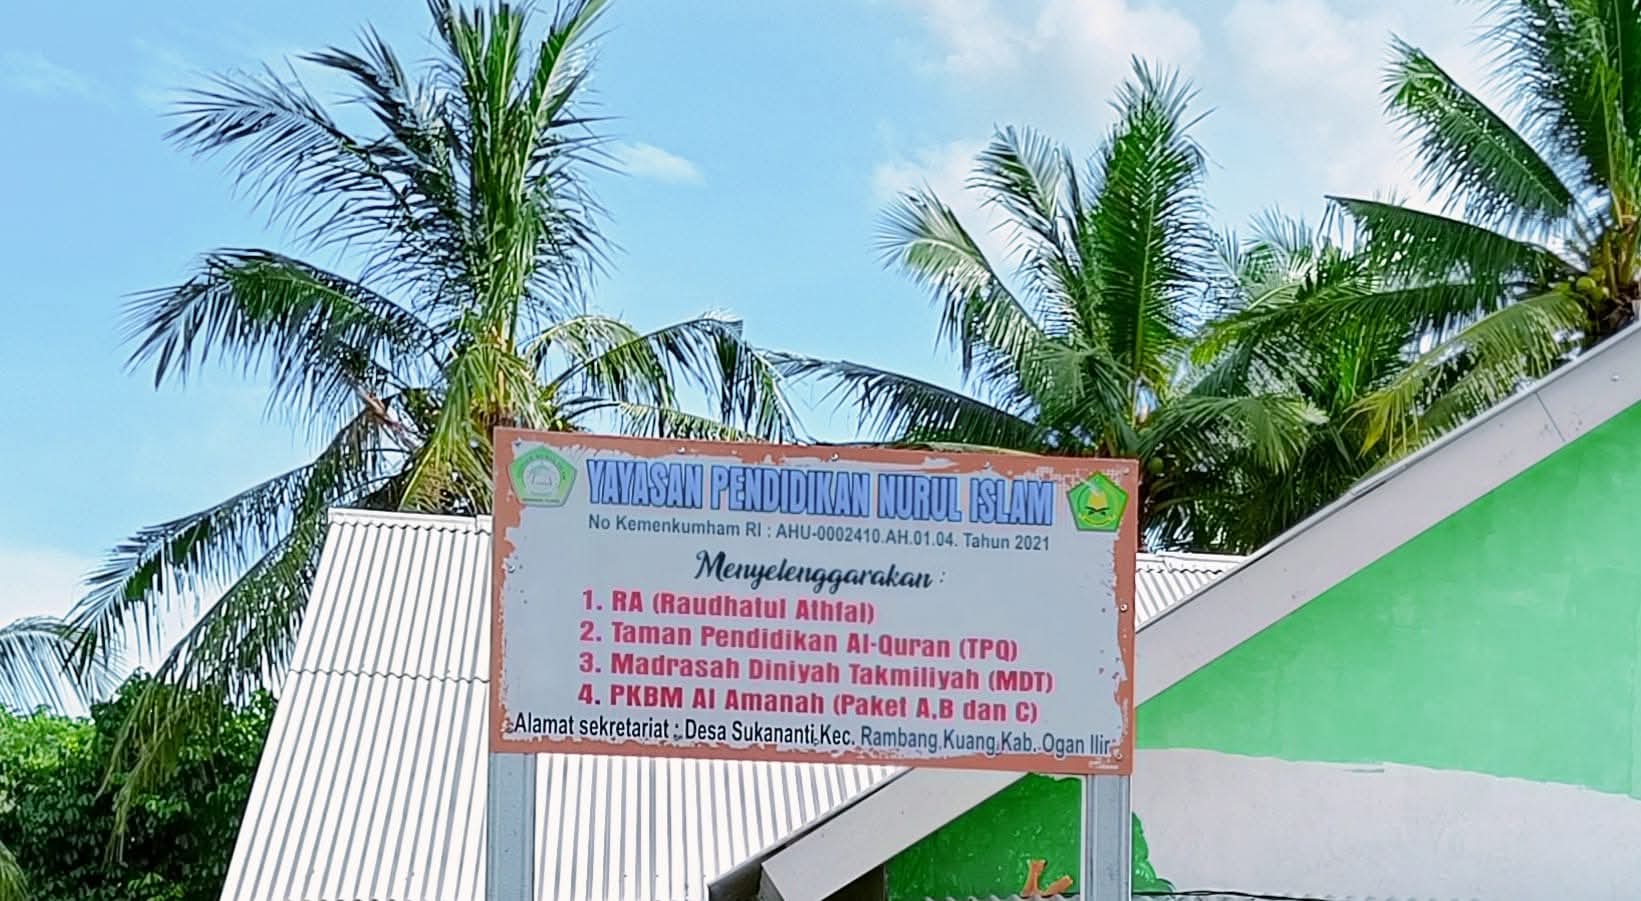 YAYASAN PENDIDIKAN NURUL ISLAM
No Kemenkumham RI : AHU-0002410.AH.01.04. Tahun 2021
Menyelenggarakan :
1. RA (Raudhatul Athfal)
2. Taman Pendidikan Al-Quran (TPQ)
3. Madrasah Diniyah Takmiliyah (MDT)
4. PKBM Al Amanah (Paket A,B dan C)
Alamat sekretariat : Desa Sukananti,Kec. Rambang Kuang,Kab. Ogan Ilir